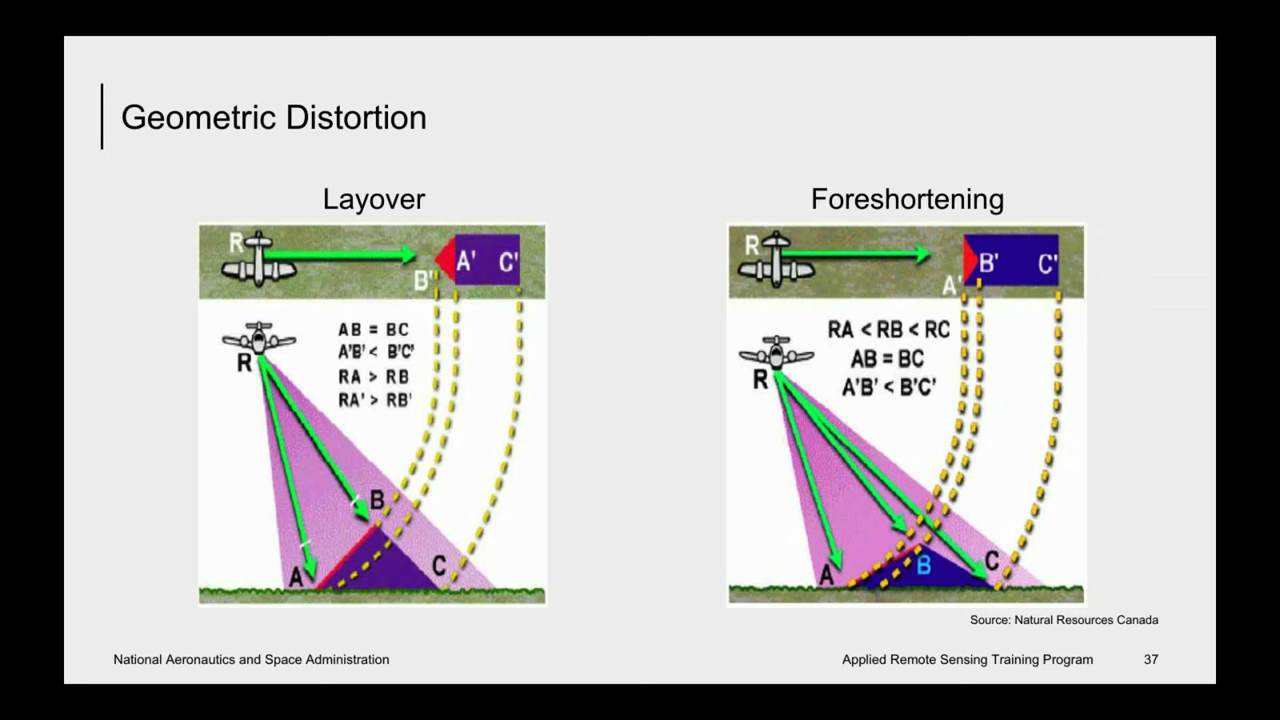 Geometric Distortion
Layover
R
B'
A'
C'
AB = BC
A'B' < B'C'
RA > RB
RA' > RB'
R
B
A
C
Foreshortening
R
A'
B'
C'
RA < RB < RC
AB = BC
A'B' < B'C'
R
A
B
C
Source: Natural Resources Canada
National Aeronautics and Space Administration
Applied Remote Sensing Training Program
37